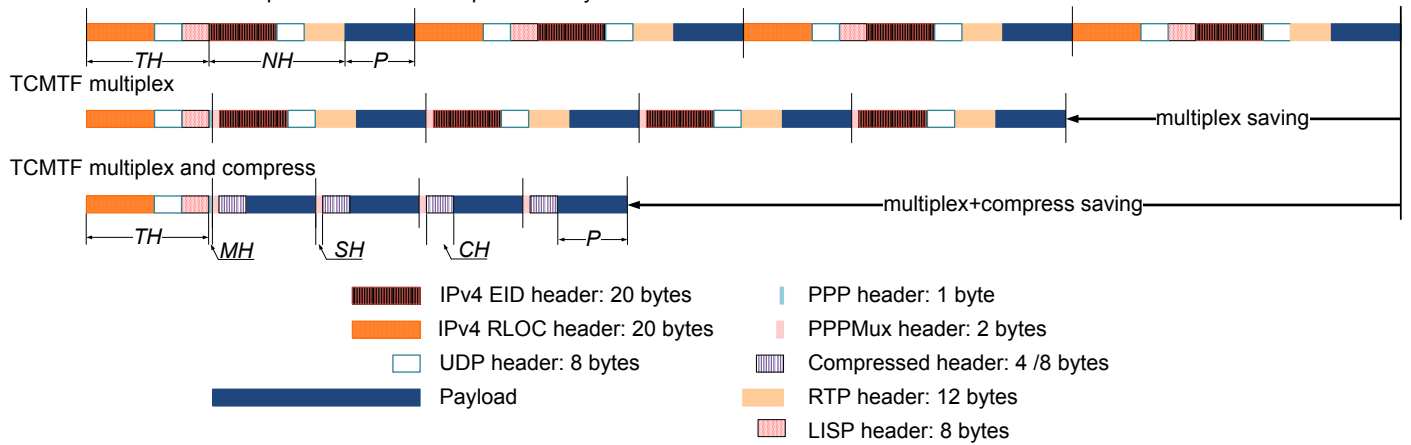 TH NH P
TCMTF multiplex
multiplex saving
TCMTF multiplex and compress
multiplex+compress saving
TH MH SH CH P
IPv4 EID header: 20 bytes
PPP header: 1 byte
IPv4 RLOC header: 20 bytes
PPPMux header: 2 bytes
UDP header: 8 bytes
Compressed header: 4 /8 bytes
Payload
RTP header: 12 bytes
LISP header: 8 bytes